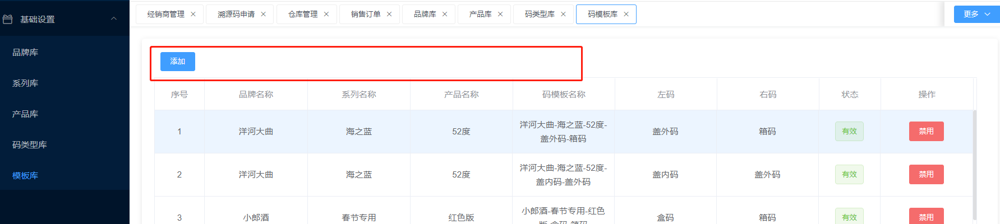 基础设置
品牌库
系列库
产品库
码类型库
模板库
经销商管理 溯源码申请 仓库管理 销售订单 品牌库 产品库 码类型库 码模板库 更多
添加
序号 品牌名称 系列名称 产品名称 码模板名称 左码 右码 状态 操作
1 洋河大曲 海之蓝 52度 洋河大曲-海之蓝-52度- 盖外码 箱码 有效 禁用
盖外码-箱码
2 洋河大曲 海之蓝 52度 洋河大曲-海之蓝-52度- 盖内码 盖外码 有效 禁用
盖内码-盖外码
3 小郎酒 春节专用 红色版 小郎酒-春节专用-红色 盒码 箱码 有效 禁用
版-盒码-箱码